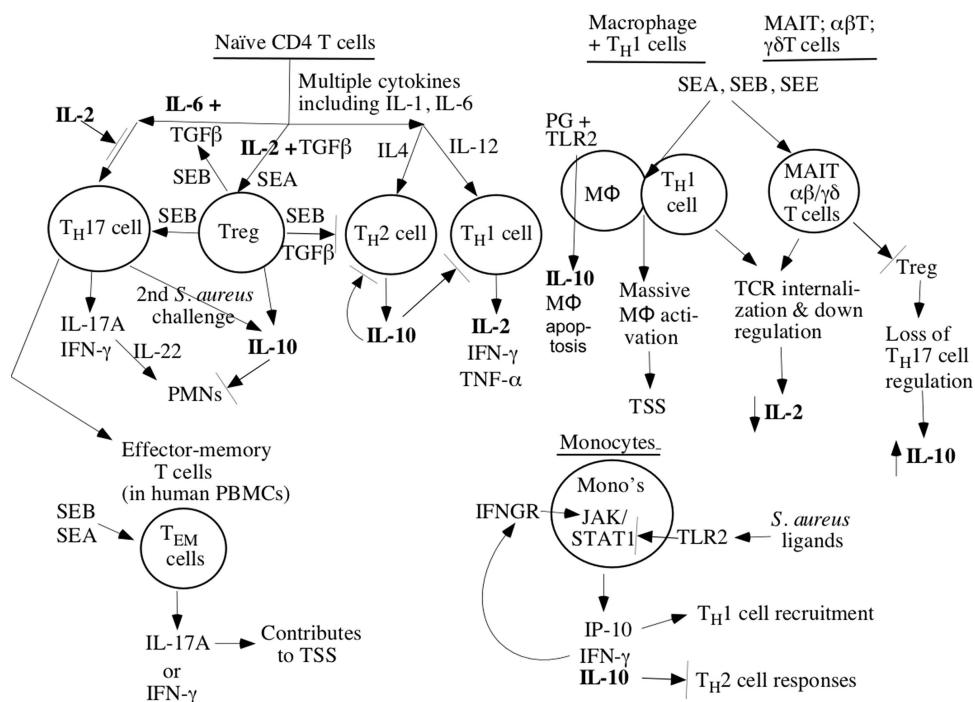 Naïve CD4 T cells
Multiple cytokines
including IL-1, IL-6
IL-2
IL-6 +
TGFβ
IL-2 +TGFβ
IL4
IL-12
SEB
SEA
TH17 cell
SEB
Treg
SEB
TGFβ
TH2 cell
TH1 cell
2nd S. aureus
challenge
IL-17A
IFN-γ
IL-22
IL-10
PMNs
IL-10
IL-2
IFN-γ
TNF-α
Effector-memory
T cells
(in human PBMCs)
SEB
SEA
TEM
cells
IL-17A
or
IFN-γ
Contributes
to TSS
Macrophage
+ TH1 cells
MAIT; αβT;
γδT cells
SEA, SEB, SEE
PG +
TLR2
MΦ
TH1
cell
MAIT
αβ/γδ
T cells
IL-10
MΦ
apop-
tosis
Massive
MΦ acti-
vation
TSS
TCR internali-
zation & down
regulation
IL-2
Treg
Loss of
TH17 cell
regulation
IL-10
Monocytes
Mono's
IFNGR
JAK/
STAT1
TLR2
S. aureus
ligands
IP-10
IFN-γ
IL-10
TH1 cell recruitment
TH2 cell responses